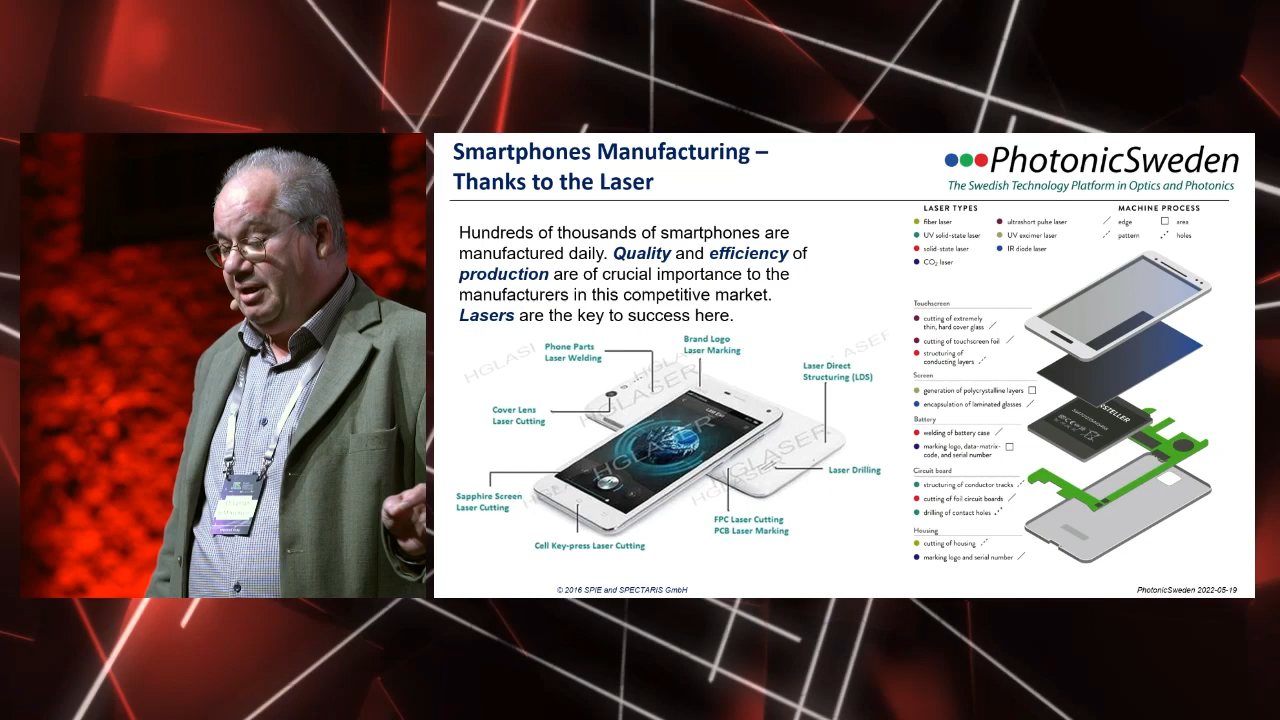 Smartphones Manufacturing –
Thanks to the Laser
PhotonicSweden
The Swedish Technology Platform in Optics and Photonics
Hundreds of thousands of smartphones are
manufactured daily. Quality and efficiency of
production are of crucial importance to the
manufacturers in this competitive market.
Lasers are the key to success here.
Phone Parts
Laser Welding
Brand Logo
Laser Marking
Laser Direct
Structuring (LDS)
Cover Lens
Laser Cutting
Laser Drilling
Sapphire Screen
Laser Cutting
FPC Laser Cutting
PCB Laser Marking
Cell Key-press Laser Cutting
HGLASER
HGLASER
HGLASER
LASER TYPES
fiber laser
UV solid-state laser
solid-state laser
CO₂ laser
ultrashort pulse laser
UV excimer laser
IR diode laser
MACHINE PROCESS
edge
area
pattern
holes
Touchscreen
cutting of extremely
thin, hard cover glass
cutting of touchscreen foil
structuring of
conducting layers
Screen
generation of polycrystalline layers
encapsulation of laminated glasses
Battery
welding of battery case
marking logo, data-matrix-
code, and serial number
Circuit board
structuring of conductor tracks
cutting of foil circuit boards
drilling of contact holes
Housing
cutting of housing
marking logo and serial number
© 2016 SPIE and SPECTARIS GmbH
PhotonicSweden 2022-05-19